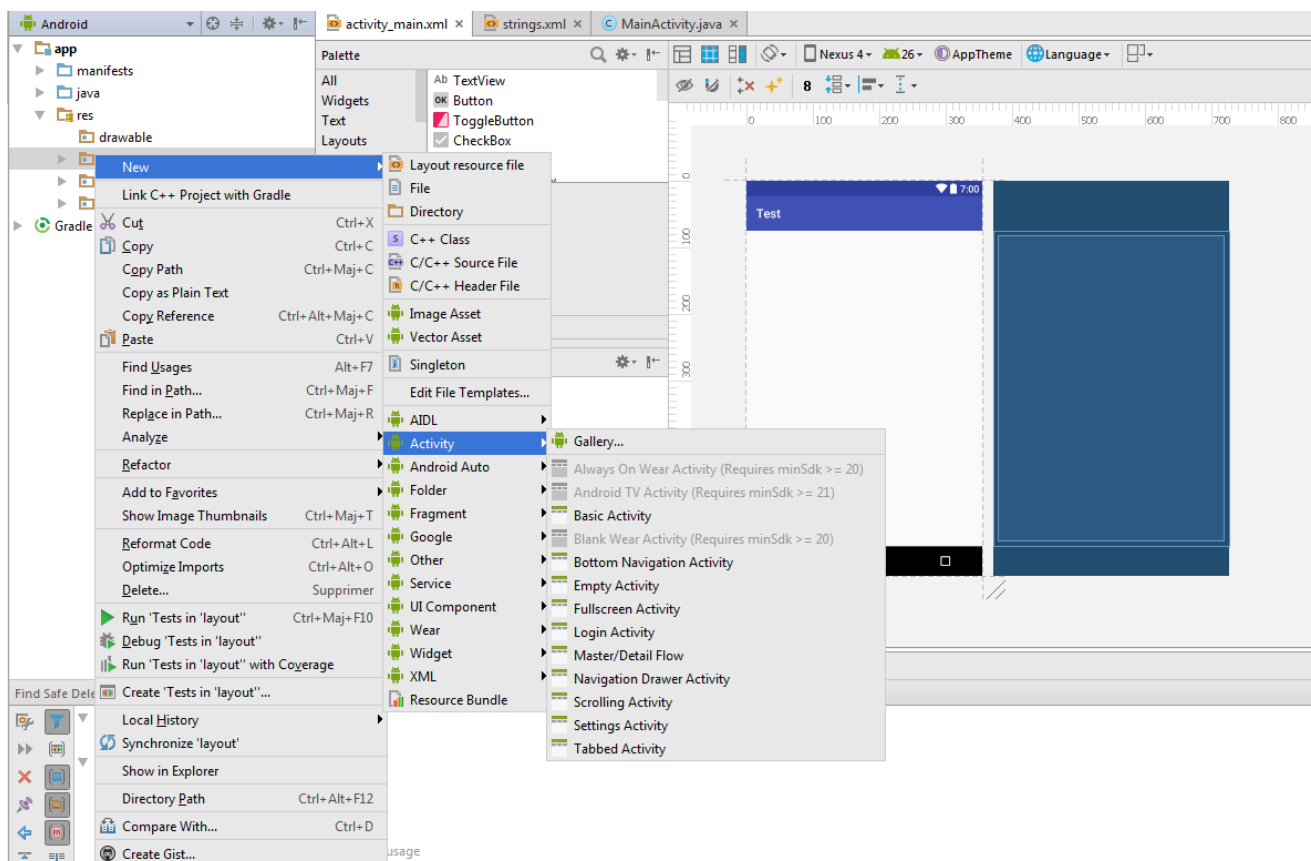 Android
activity_main.xml
strings.xml
MainActivity.java
app
manifests
java
res
drawable
Gradle
Palette
All
Widgets
Text
Layouts
Ab TextView
OK Button
ToggleButton
CheckBox
Nexus 4
26
AppTheme
Language
8
0 100 200 300 400 500 600 700 800
0
100
200
300
7:00
Test
New
Link C++ Project with Gradle
Cut Ctrl+X
Copy Ctrl+C
Copy Path Ctrl+Maj+C
Copy as Plain Text
Copy Reference Ctrl+Alt+Maj+C
Paste Ctrl+V
Find Usages Alt+F7
Find in Path... Ctrl+Maj+F
Replace in Path... Ctrl+Maj+R
Analyze
Refactor
Add to Favorites
Show Image Thumbnails Ctrl+Maj+T
Reformat Code Ctrl+Alt+L
Optimize Imports Ctrl+Alt+O
Delete... Supprimer
Run 'Tests in 'layout'' Ctrl+Maj+F10
Debug 'Tests in 'layout''
Run 'Tests in 'layout'' with Coverage
Create 'Tests in 'layout''...
Local History
Synchronize 'layout'
Show in Explorer
Directory Path Ctrl+Alt+F12
Compare With... Ctrl+D
Create Gist...
Layout resource file
File
Directory
S C++ Class
C++ C/C++ Source File
h C/C++ Header File
Image Asset
Vector Asset
Singleton
Edit File Templates...
AIDL
Activity
Android Auto
Folder
Fragment
Google
Other
Service
UI Component
Wear
Widget
XML
Resource Bundle
Gallery...
Always On Wear Activity (Requires minSdk >= 20)
Android TV Activity (Requires minSdk >= 21)
Basic Activity
Blank Wear Activity (Requires minSdk >= 20)
Bottom Navigation Activity
Empty Activity
Fullscreen Activity
Login Activity
Master/Detail Flow
Navigation Drawer Activity
Scrolling Activity
Settings Activity
Tabbed Activity
Find Safe Dele
usage